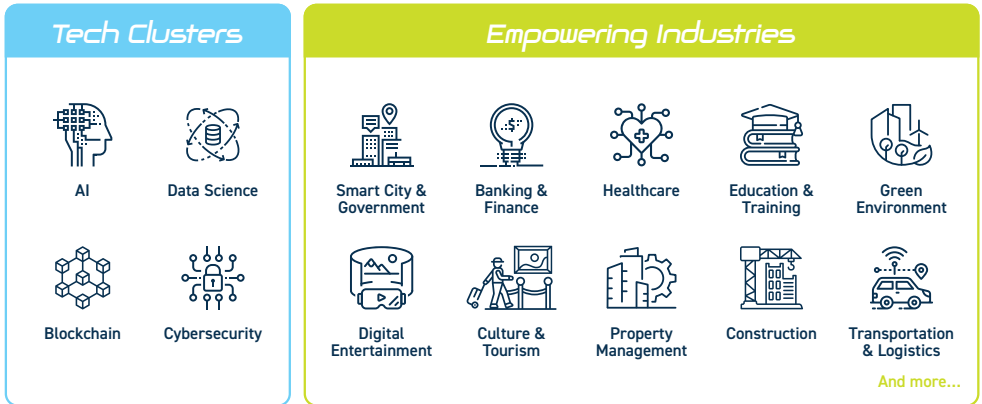 Tech Clusters
AI
Data Science
Blockchain
Cybersecurity
Empowering Industries
Smart City &
Government
Banking &
Finance
Healthcare
Education &
Training
Green
Environment
Digital
Entertainment
Culture &
Tourism
Property
Management
Construction
Transportation
& Logistics
And more...